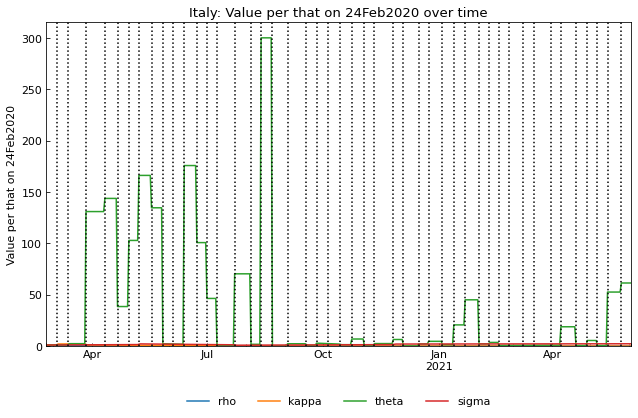 Italy: Value per that on 24Feb2020 over time
Value per that on 24Feb2020
300
250
200
150
100
50
0
Apr Jul Oct Jan Apr
2021
rho kappa theta sigma